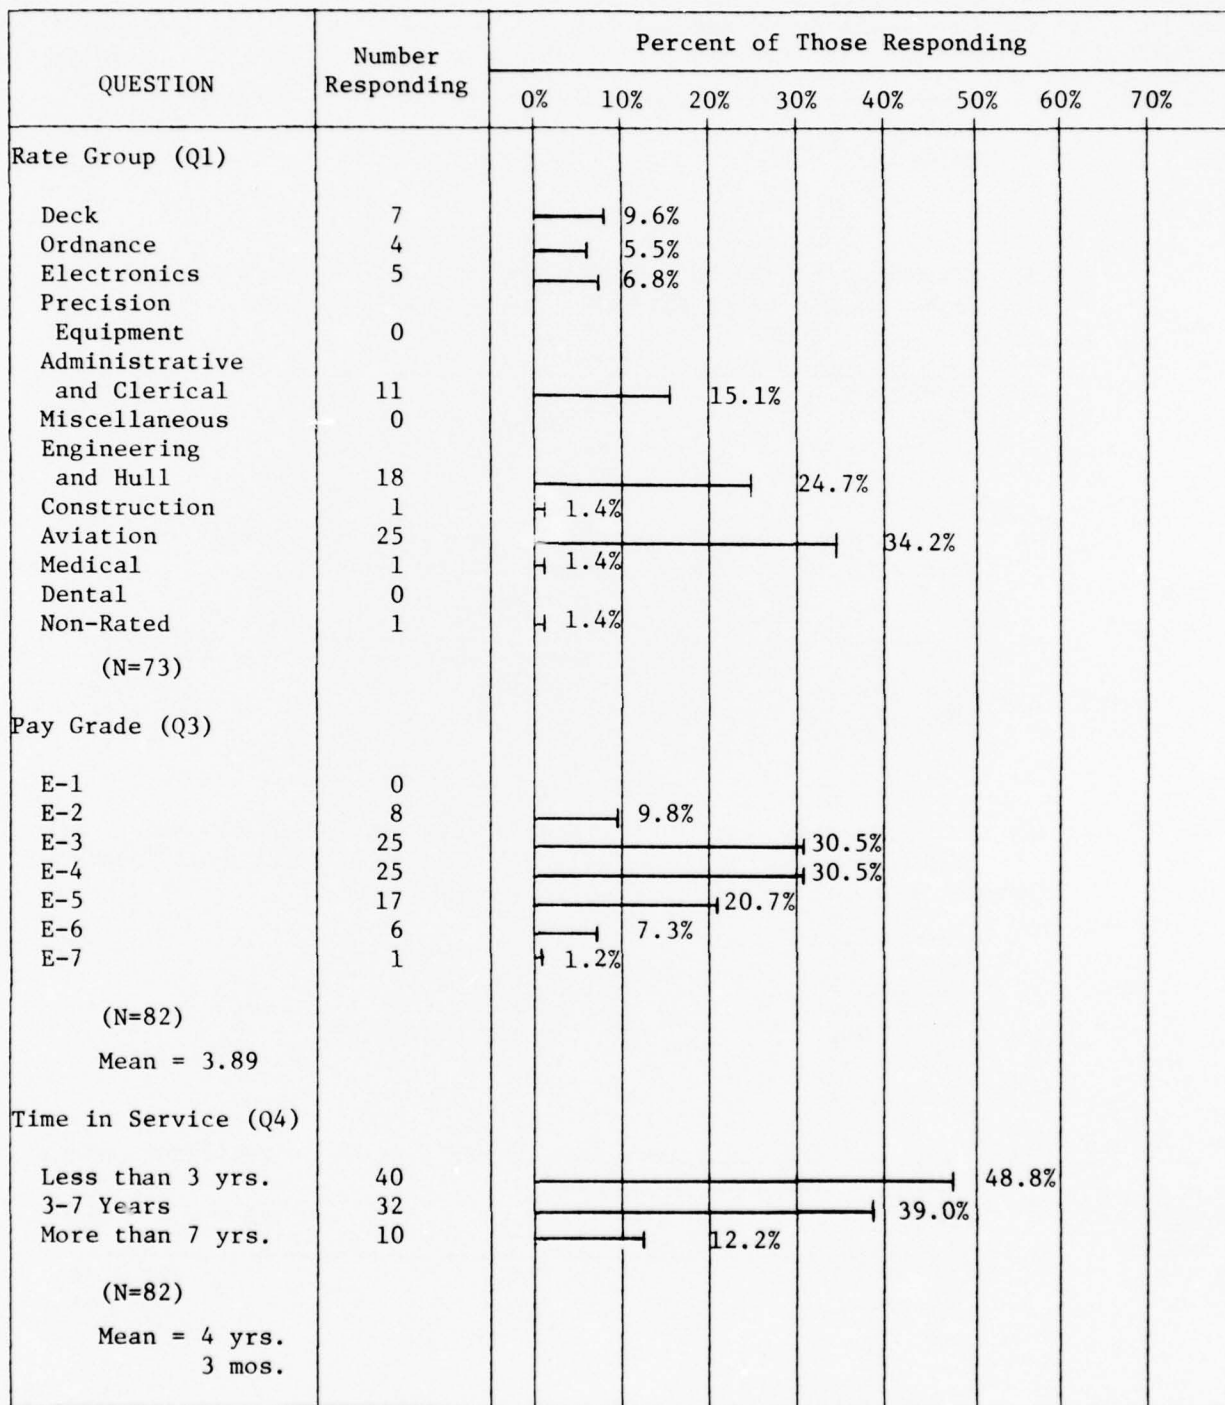 Percent of Those Responding
QUESTION Number Responding 0% 10% 20% 30% 40% 50% 60% 70%
Rate Group (Q1)
Deck 7 9.6%
Ordnance 4 5.5%
Electronics 5 6.8%
Precision
Equipment 0
Administrative
and Clerical 11 15.1%
Miscellaneous 0
Engineering
and Hull 18 24.7%
Construction 1 1.4%
Aviation 25 34.2%
Medical 1 1.4%
Dental 0
Non-Rated 1 1.4%
(N=73)
Pay Grade (Q3)
E-1 0
E-2 8 9.8%
E-3 25 30.5%
E-4 25 30.5%
E-5 17 20.7%
E-6 6 7.3%
E-7 1 1.2%
(N=82)
Mean = 3.89
Time in Service (Q4)
Less than 3 yrs. 40 48.8%
3-7 Years 32 39.0%
More than 7 yrs. 10 12.2%
(N=82)
Mean = 4 yrs.
3 mos.